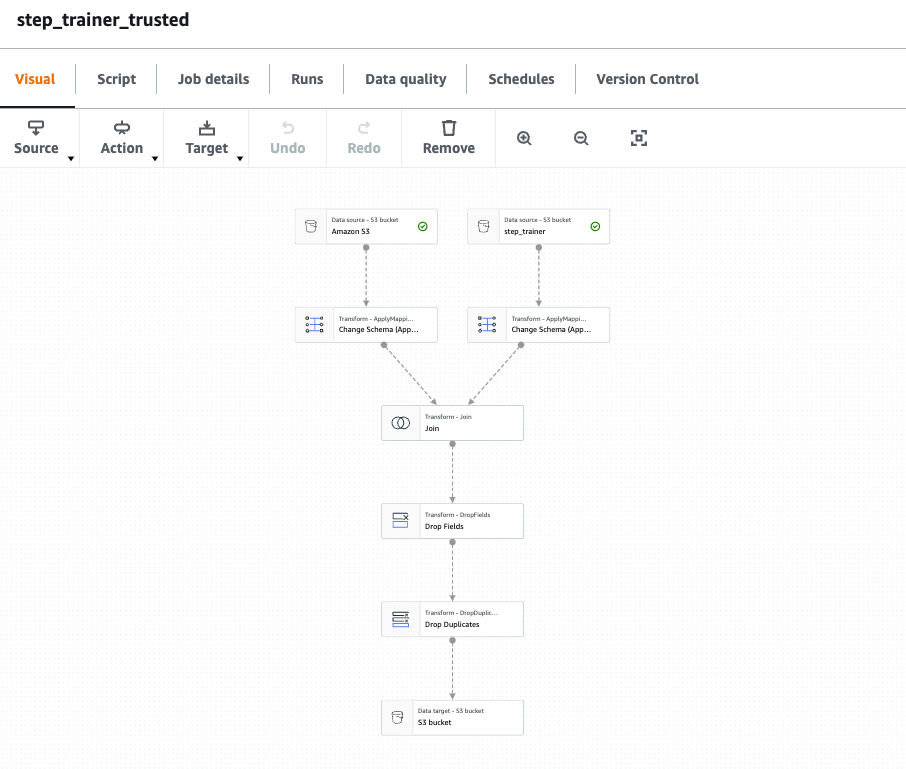 step_trainer_trusted
Visual
Script
Job details
Runs
Data quality
Schedules
Version Control
Source
Action
Target
Undo
Redo
Remove
Data source - S3 bucket
Amazon S3
Data source - S3 bucket
step_trainer
Transform - ApplyMappi...
Change Schema (App...
Transform - ApplyMappi...
Change Schema (App...
Transform - Join
Join
Transform - DropFields
Drop Fields
Transform - DropDuplic...
Drop Duplicates
Data target - S3 bucket
S3 bucket